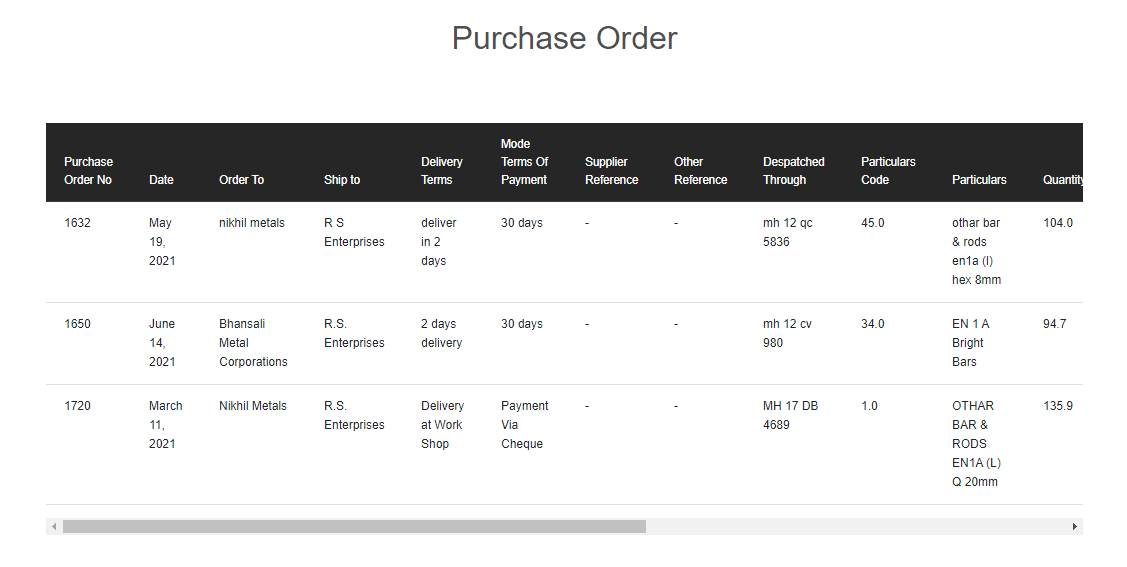 Purchase Order
Purchase Order No | Date | Order To | Ship to | Delivery Terms | Mode Terms Of Payment | Supplier Reference | Other Reference | Despatched Through | Particulars Code | Particulars | Quantity
1632 | May 19, 2021 | nikhil metals | R S Enterprises | deliver in 2 days | 30 days | - | - | mh 12 qc 5836 | 45.0 | othar bar & rods en1a (l) hex 8mm | 104.0
1650 | June 14, 2021 | Bhansali Metal Corporations | R.S. Enterprises | 2 days delivery | 30 days | - | - | mh 12 cv 980 | 34.0 | EN 1 A Bright Bars | 94.7
1720 | March 11, 2021 | Nikhil Metals | R.S. Enterprises | Delivery at Work Shop | Payment Via Cheque | - | - | MH 17 DB 4689 | 1.0 | OTHAR BAR & RODS EN1A (L) Q 20mm | 135.9